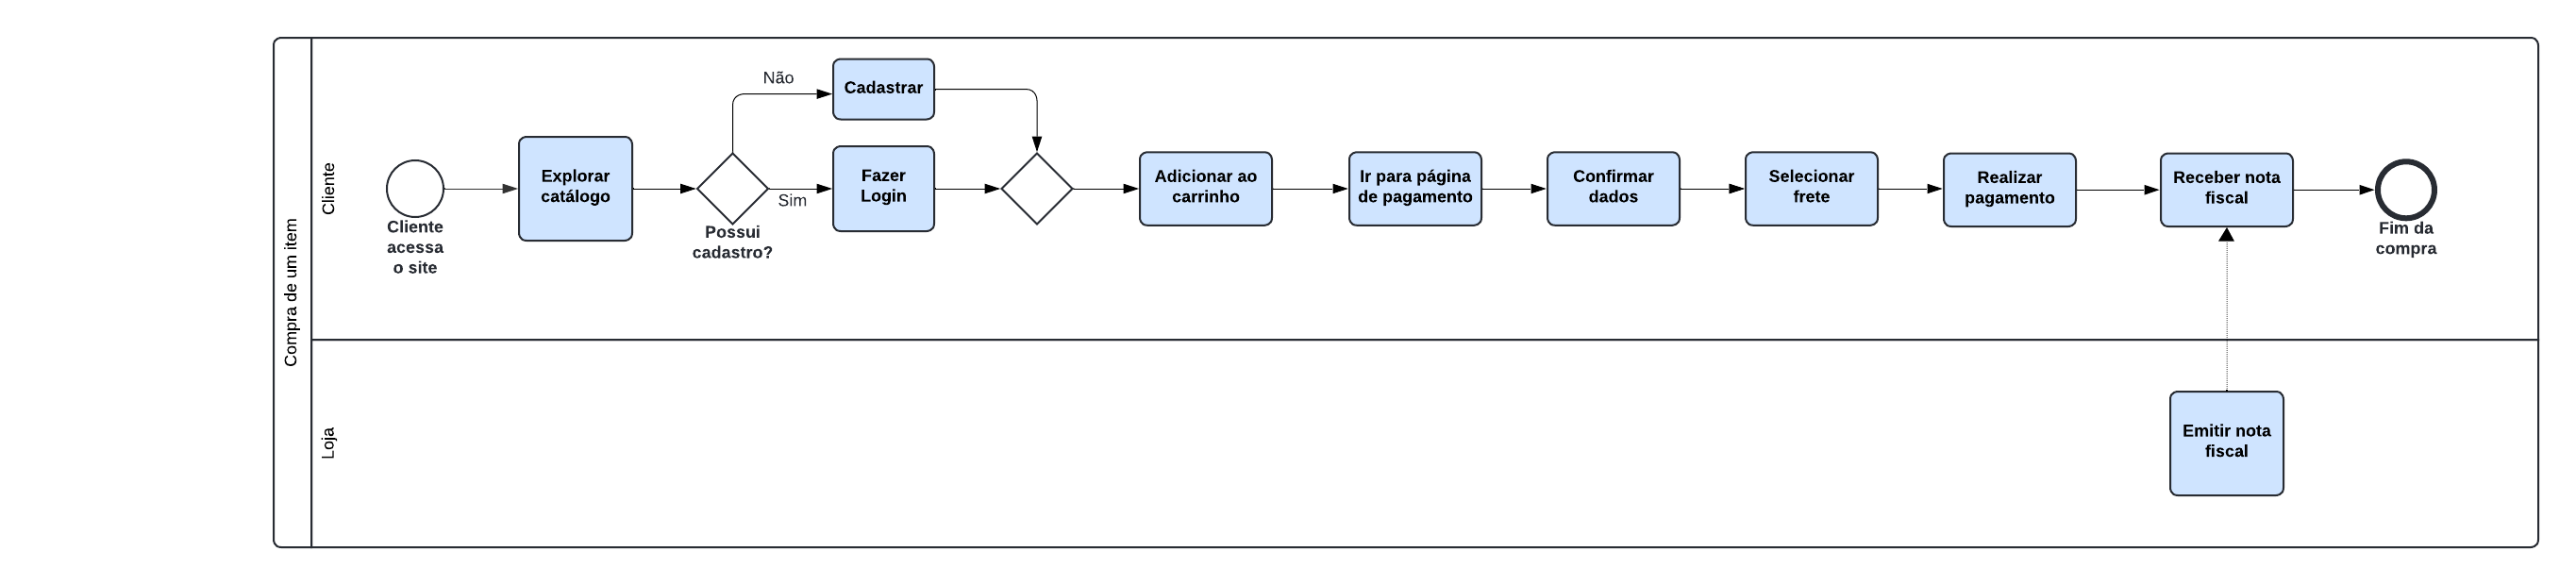 Compra de um item
Cliente
Cliente
acessa
o site
Explorar
catálogo
Possui
cadastro?
Não
Sim
Cadastrar
Fazer
Login
Adicionar ao
carrinho
Ir para página
de pagamento
Confirmar
dados
Selecionar
frete
Realizar
pagamento
Receber nota
fiscal
Fim da
compra
Loja
Emitir nota
fiscal